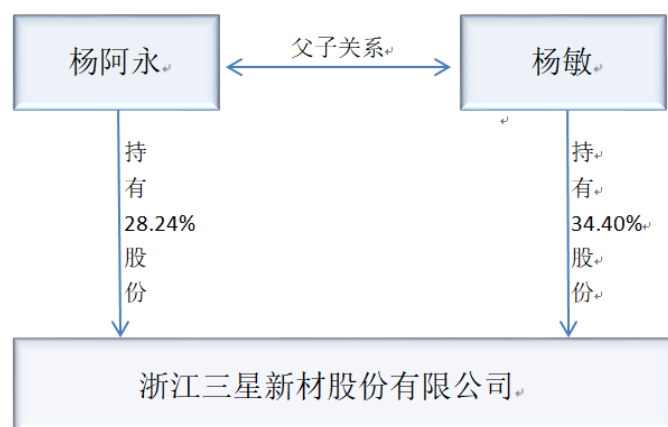 杨阿永
父子关系
杨敏
持
有
28.24%
股
份
持
有
34.40%
股
份
浙江三星新材股份有限公司